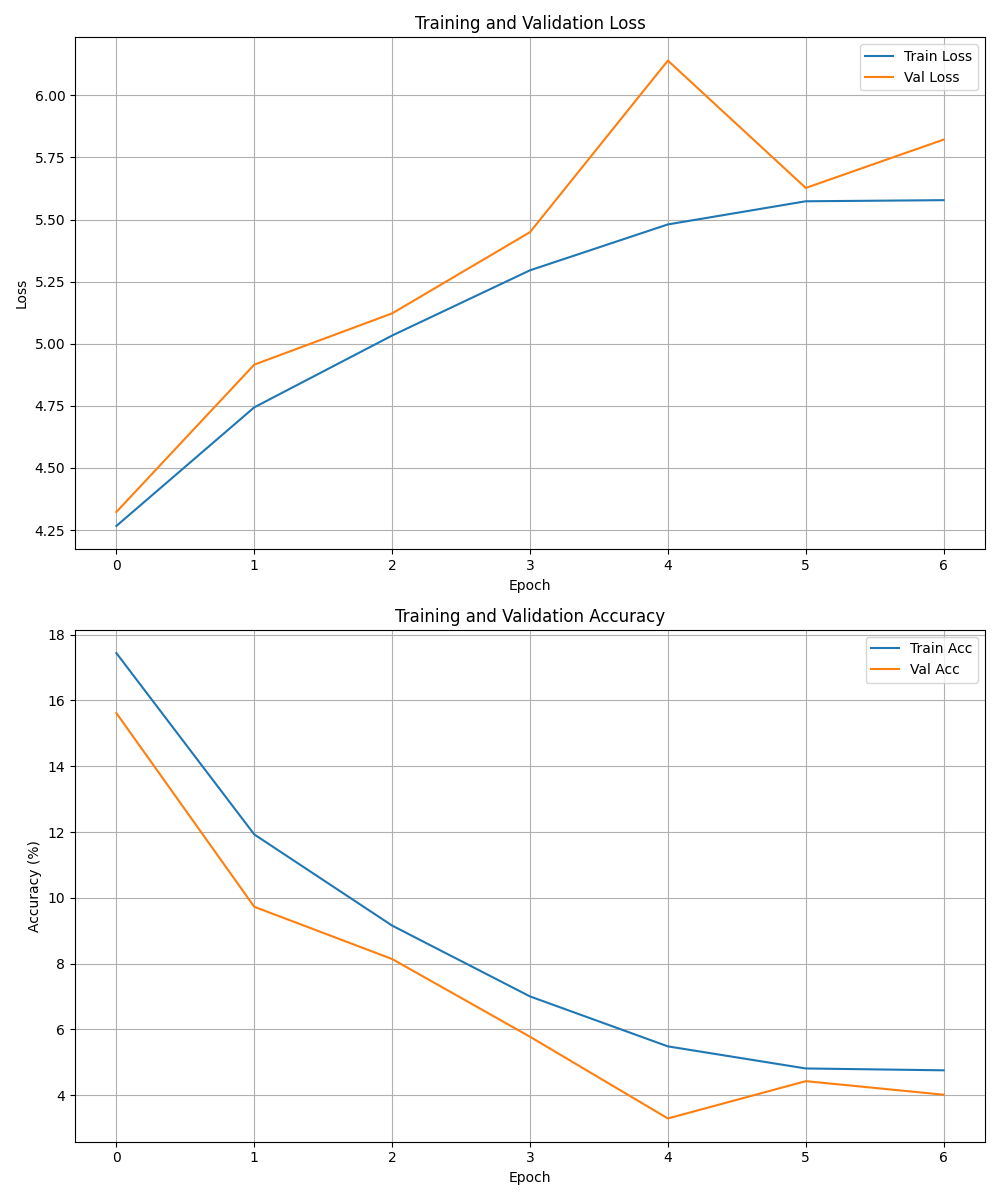 Training and Validation Loss
Train Loss
Val Loss
6.00
5.75
5.50
5.25
5.00
4.75
4.50
4.25
Loss
0 1 2 3 4 5 6
Epoch
Training and Validation Accuracy
Train Acc
Val Acc
18
16
14
12
10
8
6
4
Accuracy (%)
0 1 2 3 4 5 6
Epoch